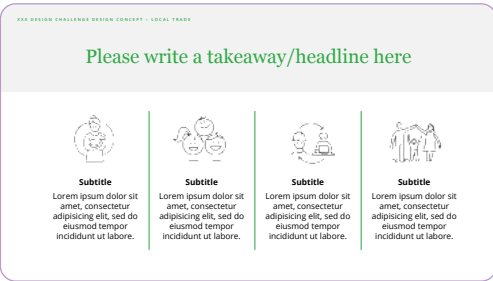 XXX DESIGN CHALLENGE DESIGN CONCEPT – LOCAL TRADE
Please write a takeaway/headline here
Subtitle
Lorem ipsum dolor sit
amet, consectetur
adipisicing elit, sed do
eiusmod tempor
incididunt ut labore.
Subtitle
Lorem ipsum dolor sit
amet, consectetur
adipisicing elit, sed do
eiusmod tempor
incididunt ut labore.
Subtitle
Lorem ipsum dolor sit
amet, consectetur
adipisicing elit, sed do
eiusmod tempor
incididunt ut labore.
Subtitle
Lorem ipsum dolor sit
amet, consectetur
adipisicing elit, sed do
eiusmod tempor
incididunt ut labore.